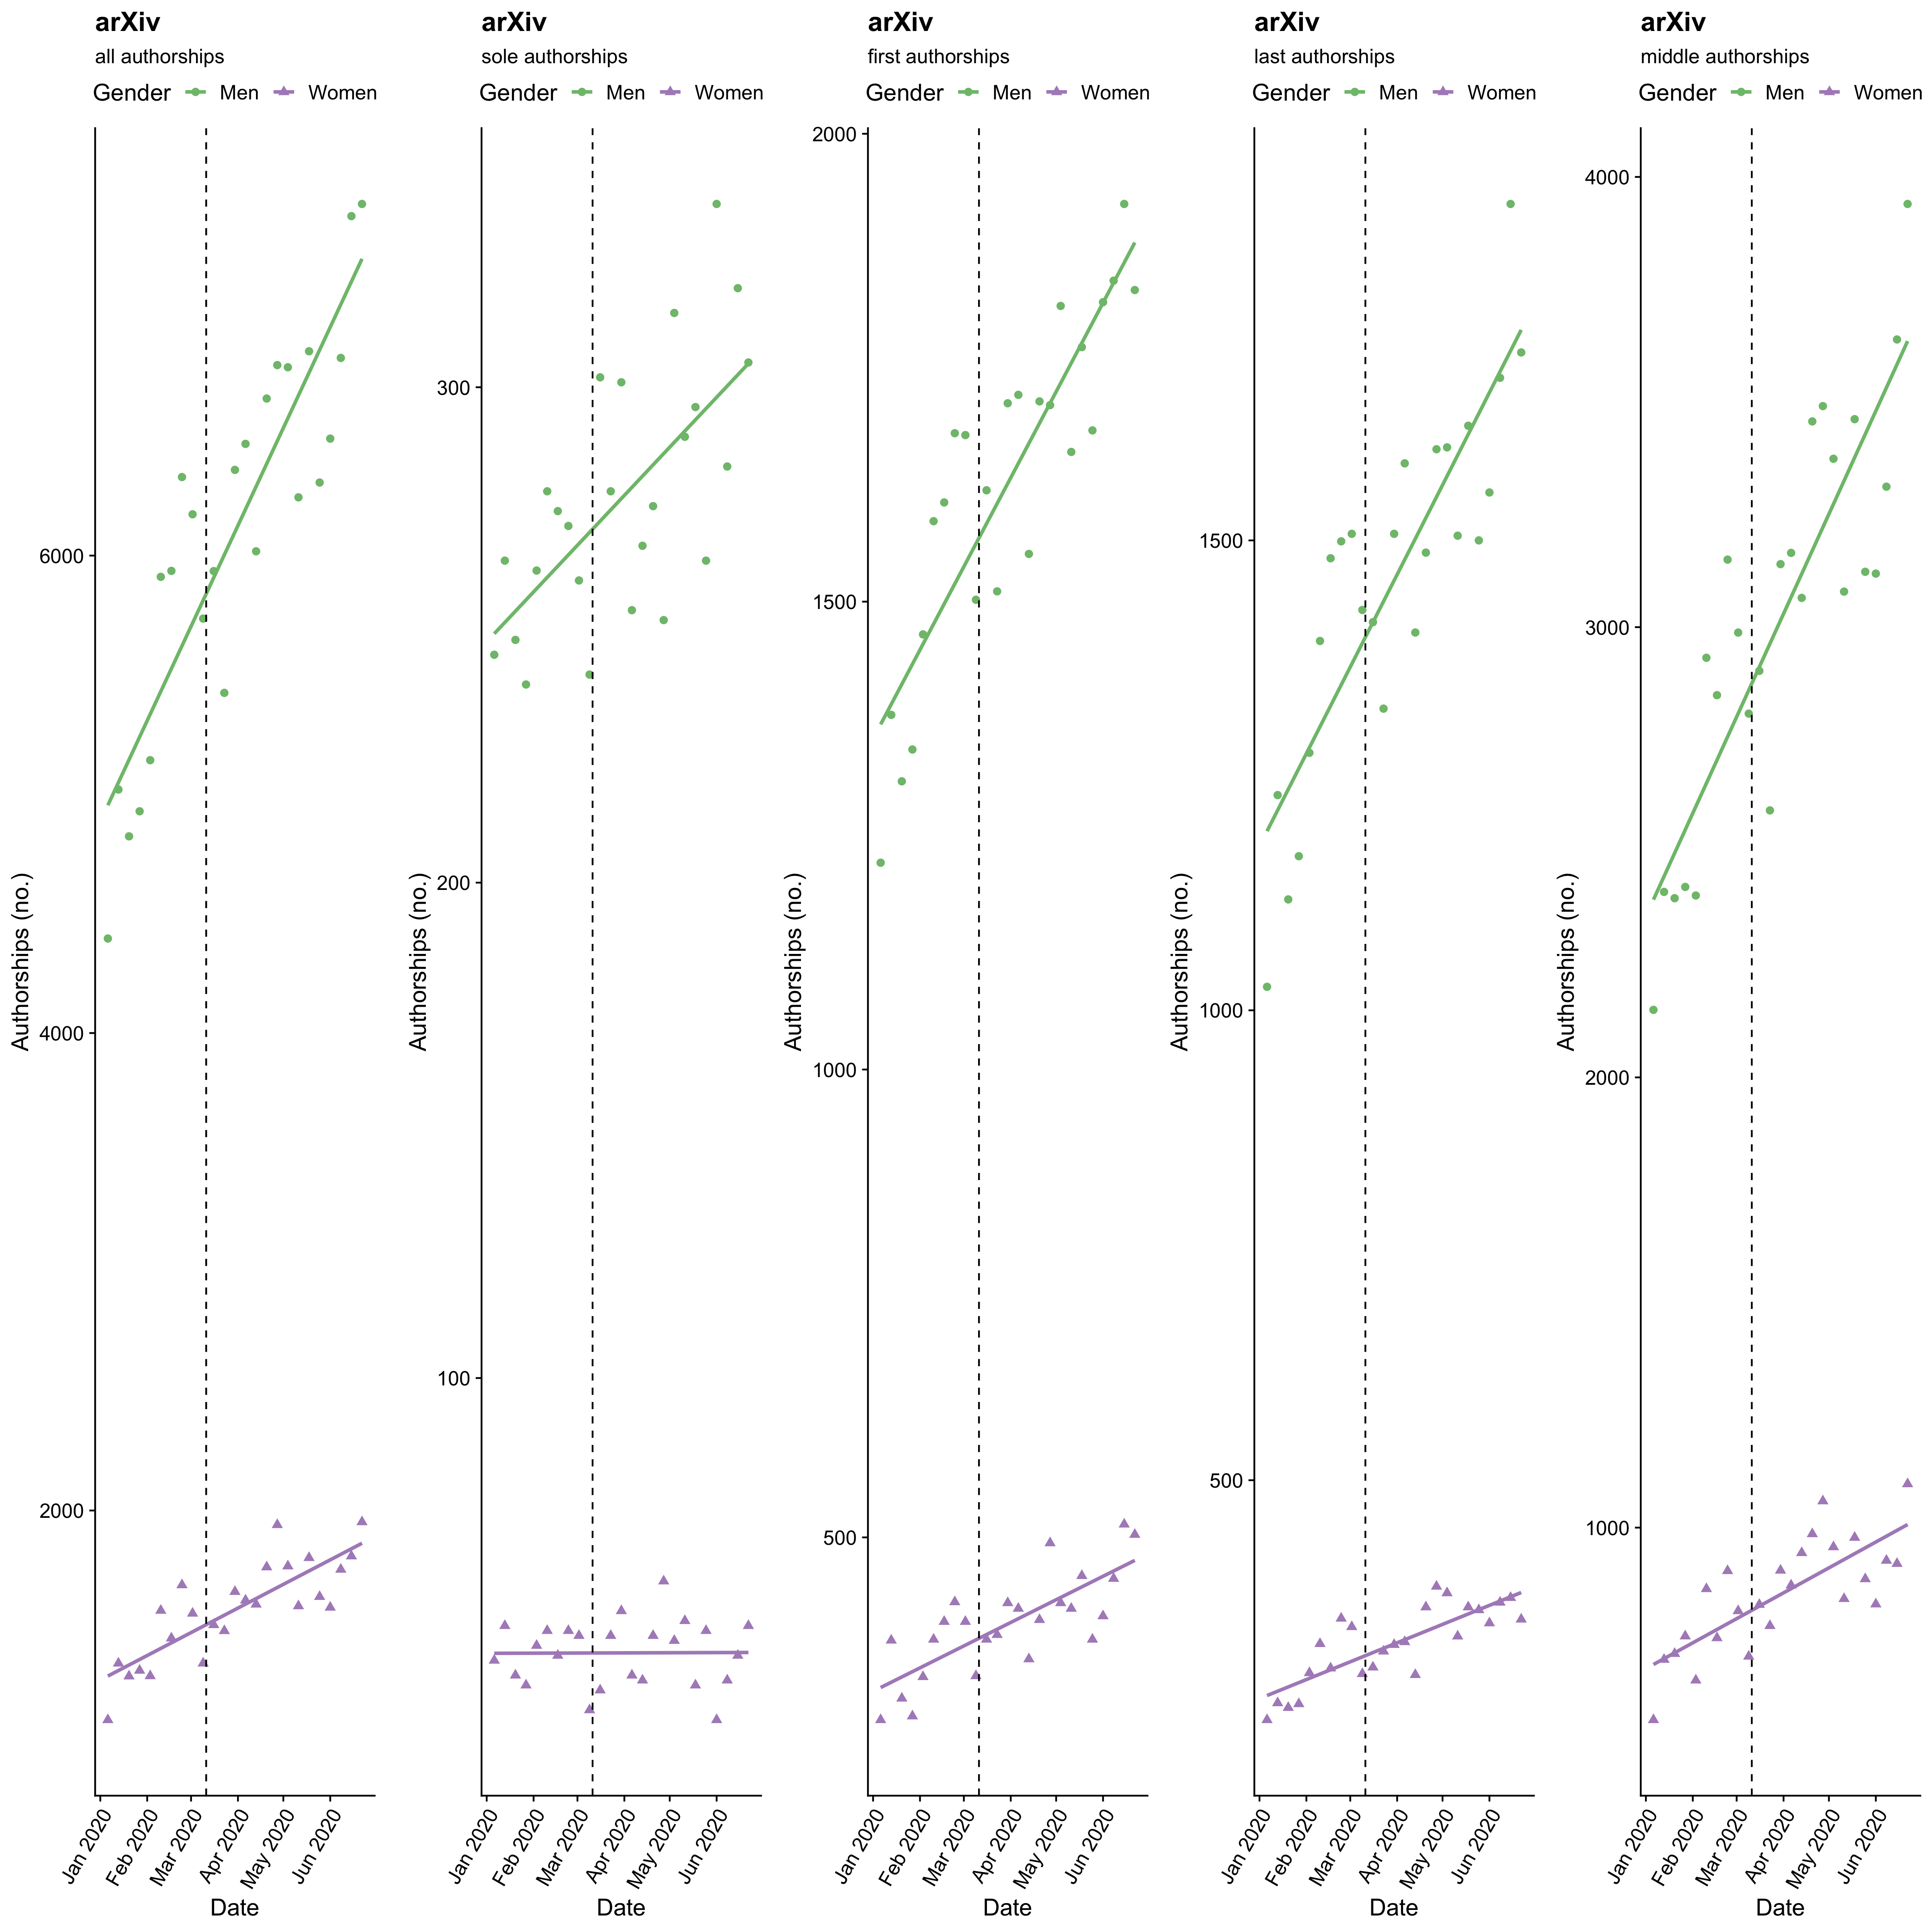 arXiv
all authorships
Gender Men Women
Authorships (no.)
6000
4000
2000
Jan 2020
Feb 2020
Mar 2020
Apr 2020
May 2020
Jun 2020
Date
arXiv
sole authorships
Gender Men Women
Authorships (no.)
300
200
100
Jan 2020
Feb 2020
Mar 2020
Apr 2020
May 2020
Jun 2020
Date
arXiv
first authorships
Gender Men Women
Authorships (no.)
2000
1500
1000
500
Jan 2020
Feb 2020
Mar 2020
Apr 2020
May 2020
Jun 2020
Date
arXiv
last authorships
Gender Men Women
Authorships (no.)
1500
1000
500
Jan 2020
Feb 2020
Mar 2020
Apr 2020
May 2020
Jun 2020
Date
arXiv
middle authorships
Gender Men Women
Authorships (no.)
4000
3000
2000
1000
Jan 2020
Feb 2020
Mar 2020
Apr 2020
May 2020
Jun 2020
Date